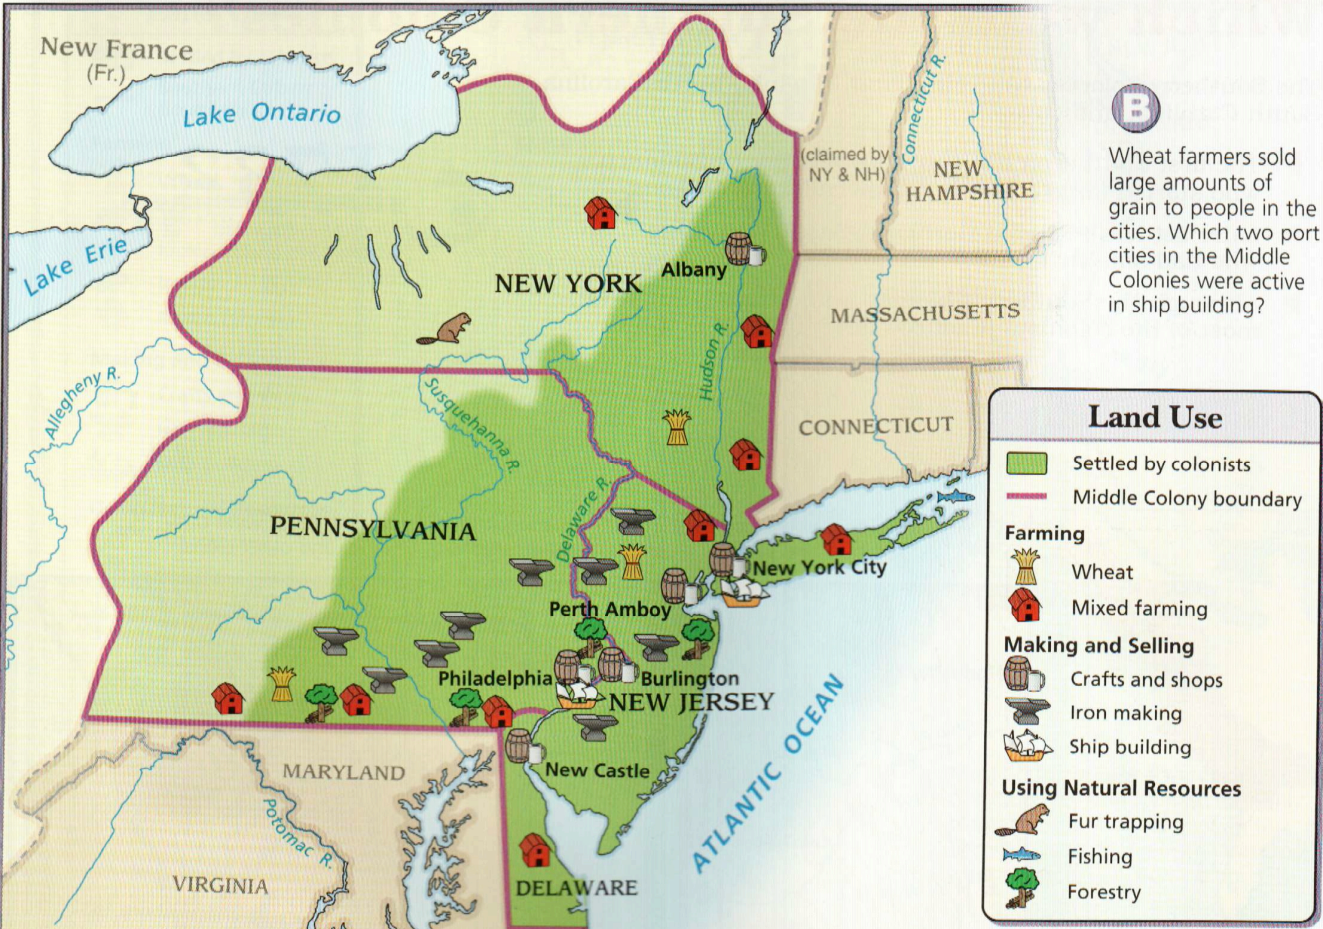 New France
(Fr.)
Lake Ontario
Lake Erie
(claimed by
NY & NH)
Connecticut R.
NEW
HAMPSHIRE
NEW YORK
Albany
MASSACHUSETTS
Hudson R.
Allegheny R.
Susquehanna R.
CONNECTICUT
PENNSYLVANIA
Delaware R.
New York City
Perth Amboy
Philadelphia
Burlington
NEW JERSEY
MARYLAND
New Castle
ATLANTIC OCEAN
Potomac R.
VIRGINIA
DELAWARE
B
Wheat farmers sold
large amounts of
grain to people in the
cities. Which two port
cities in the Middle
Colonies were active
in ship building?
Land Use
Settled by colonists
Middle Colony boundary
Farming
Wheat
Mixed farming
Making and Selling
Crafts and shops
Iron making
Ship building
Using Natural Resources
Fur trapping
Fishing
Forestry